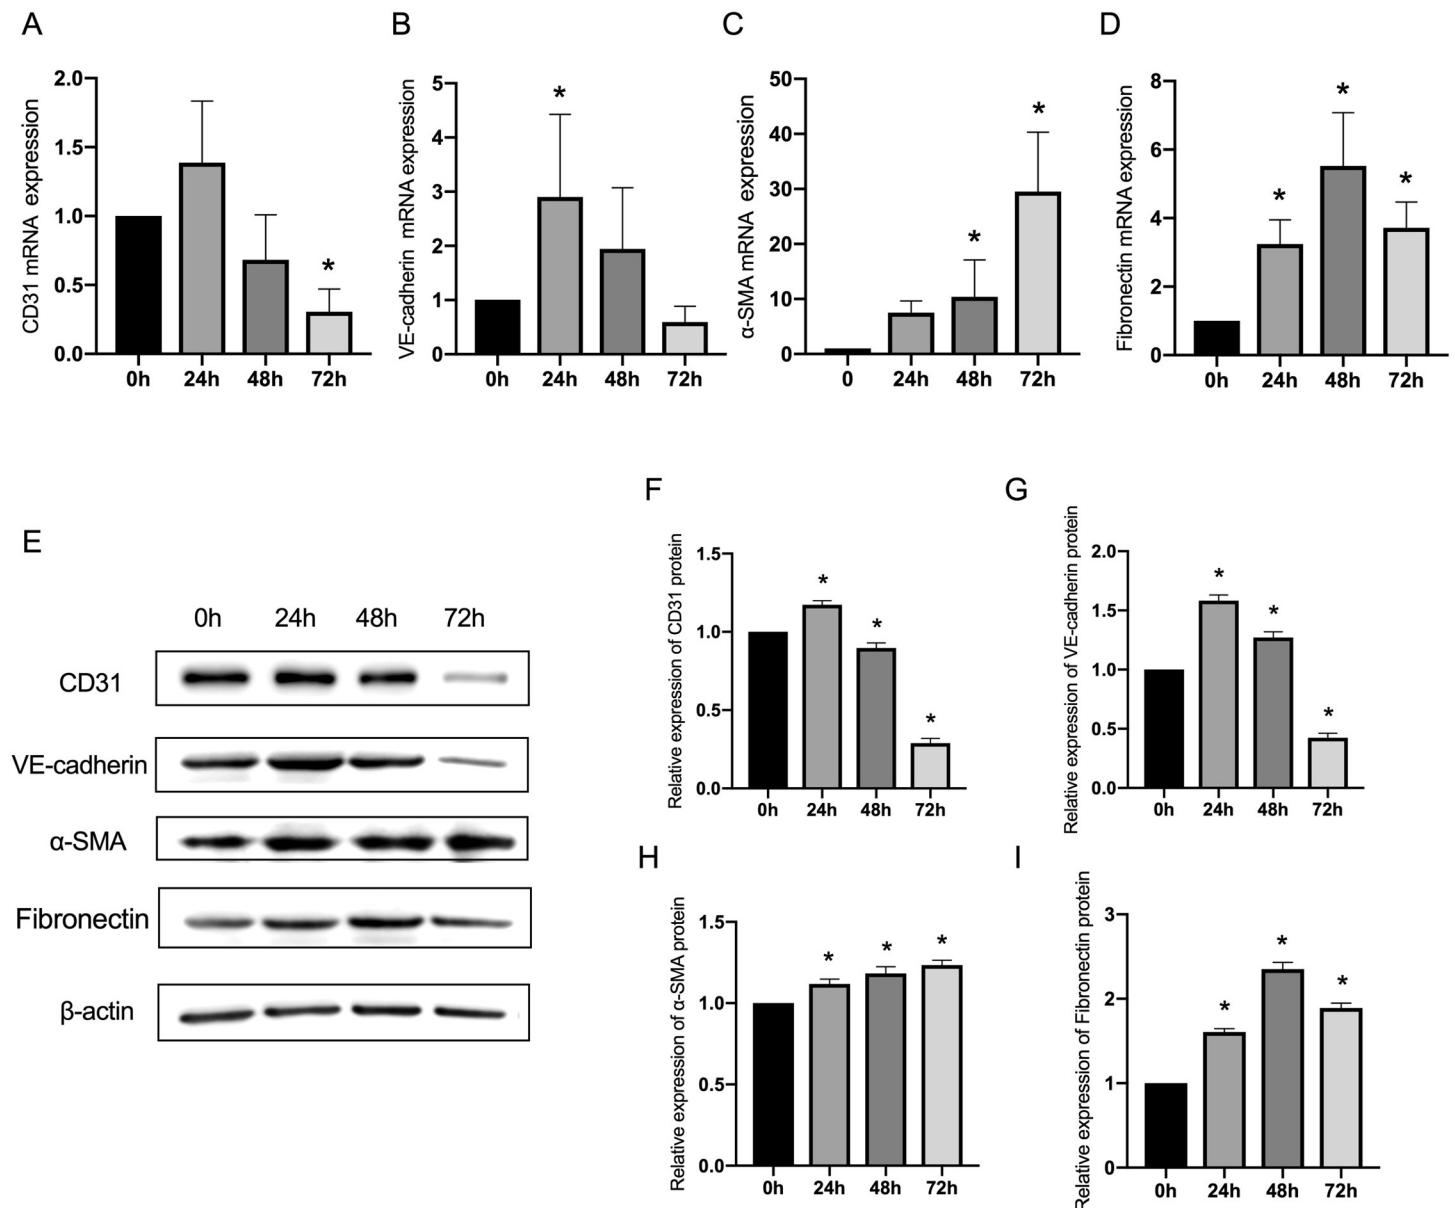 A
CD31 mRNA expression
2.0
1.5
1.0
0.5
0.0
*
0h 24h 48h 72h
B
VE-cadherin mRNA expression
5
4
3
2
1
0
*
0h 24h 48h 72h
C
α-SMA mRNA expression
50
40
30
20
10
0
*
*
0 24h 48h 72h
D
Fibronectin mRNA expression
8
6
4
2
0
*
*
*
0h 24h 48h 72h
E
0h 24h 48h 72h
CD31
VE-cadherin
α-SMA
Fibronectin
β-actin
F
Relative expression of CD31 protein
1.5
1.0
0.5
0.0
*
*
*
0h 24h 48h 72h
G
Relative expression of VE-cadherin protein
2.0
1.5
1.0
0.5
0.0
*
*
*
0h 24h 48h 72h
H
Relative expression of α-SMA protein
1.5
1.0
0.5
0.0
*
*
*
0h 24h 48h 72h
I
Relative expression of Fibronectin protein
3
2
1
0
*
*
*
0h 24h 48h 72h